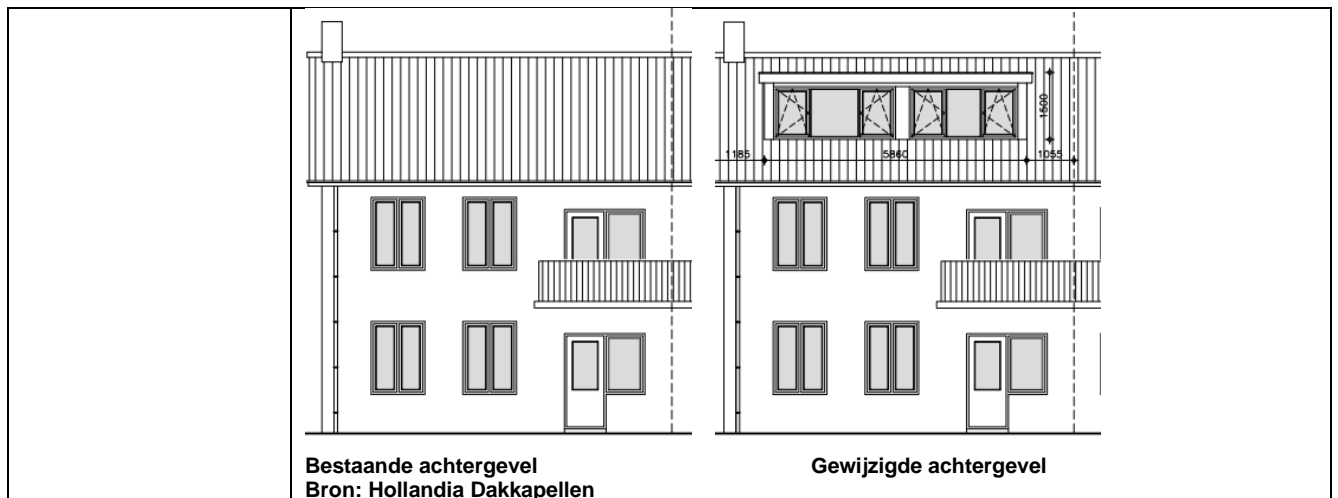 1500
1185 5860 1055
Bestaande achtergevel Gewijzigde achtergevel
Bron: Hollandia Dakkapellen